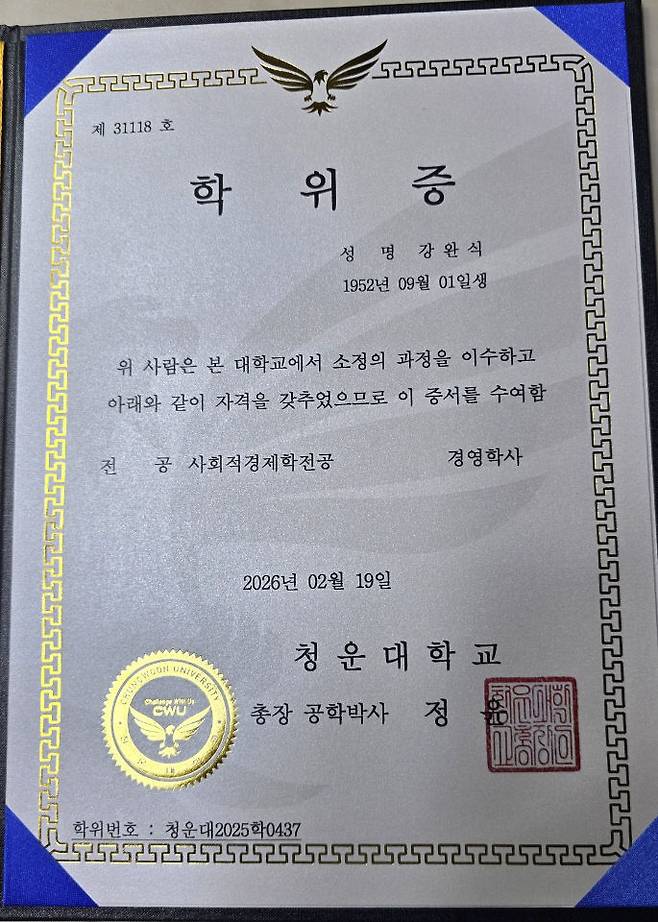 제 31118 호
학 위 증
성 명 강완식
1952년 09월 01일생
위 사람은 본 대학교에서 소정의 과정을 이수하고
아래와 같이 자격을 갖추었으므로 이 증서를 수여함
전 공 사회적경제학전공 경영학사
2026년 02월 19일
청운대학교
CHUNGWOON UNIVERSITY
Challenge With Us
CWU
총장 공학박사 정 윤
학위번호 : 청운대2025학0437